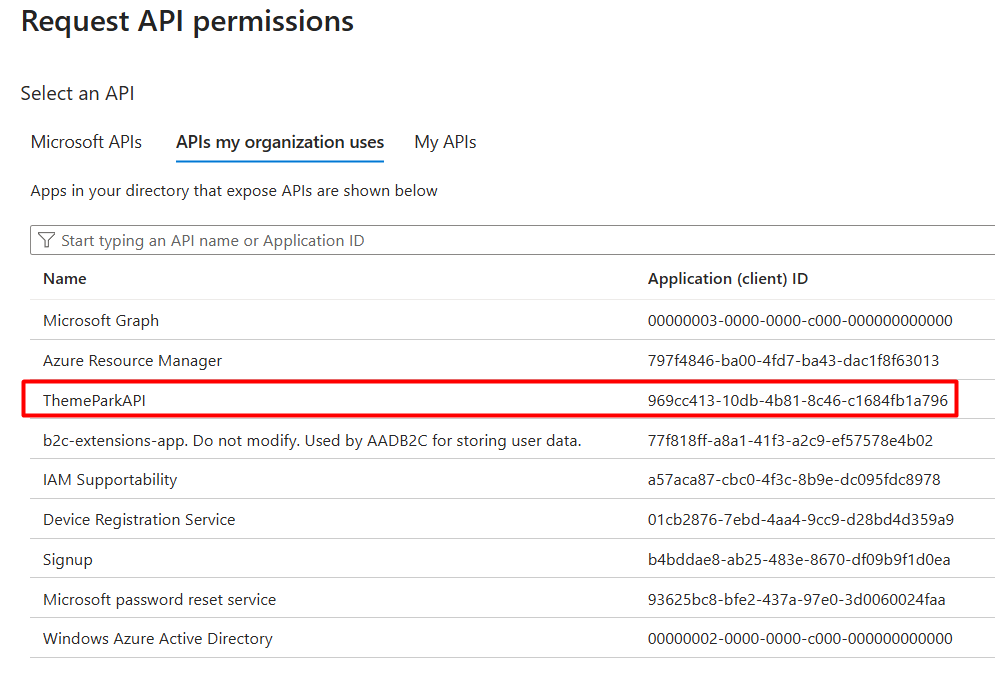 Request API permissions
Select an API
Microsoft APIs APIs my organization uses My APIs
Apps in your directory that expose APIs are shown below
Start typing an API name or Application ID
Name Application (client) ID
Microsoft Graph 00000003-0000-0000-c000-000000000000
Azure Resource Manager 797f4846-ba00-4fd7-ba43-dac1f8f63013
ThemeParkAPI 969cc413-10db-4b81-8c46-c1684fb1a796
b2c-extensions-app. Do not modify. Used by AADB2C for storing user data. 77f818ff-a8a1-41f3-a2c9-ef57578e4b02
IAM Supportability a57aca87-cbc0-4f3c-8b9e-dc095fdc8978
Device Registration Service 01cb2876-7ebd-4aa4-9cc9-d28bd4d359a9
Signup b4bddae8-ab25-483e-8670-df09b9f1d0ea
Microsoft password reset service 93625bc8-bfe2-437a-97e0-3d0060024faa
Windows Azure Active Directory 00000002-0000-0000-c000-000000000000